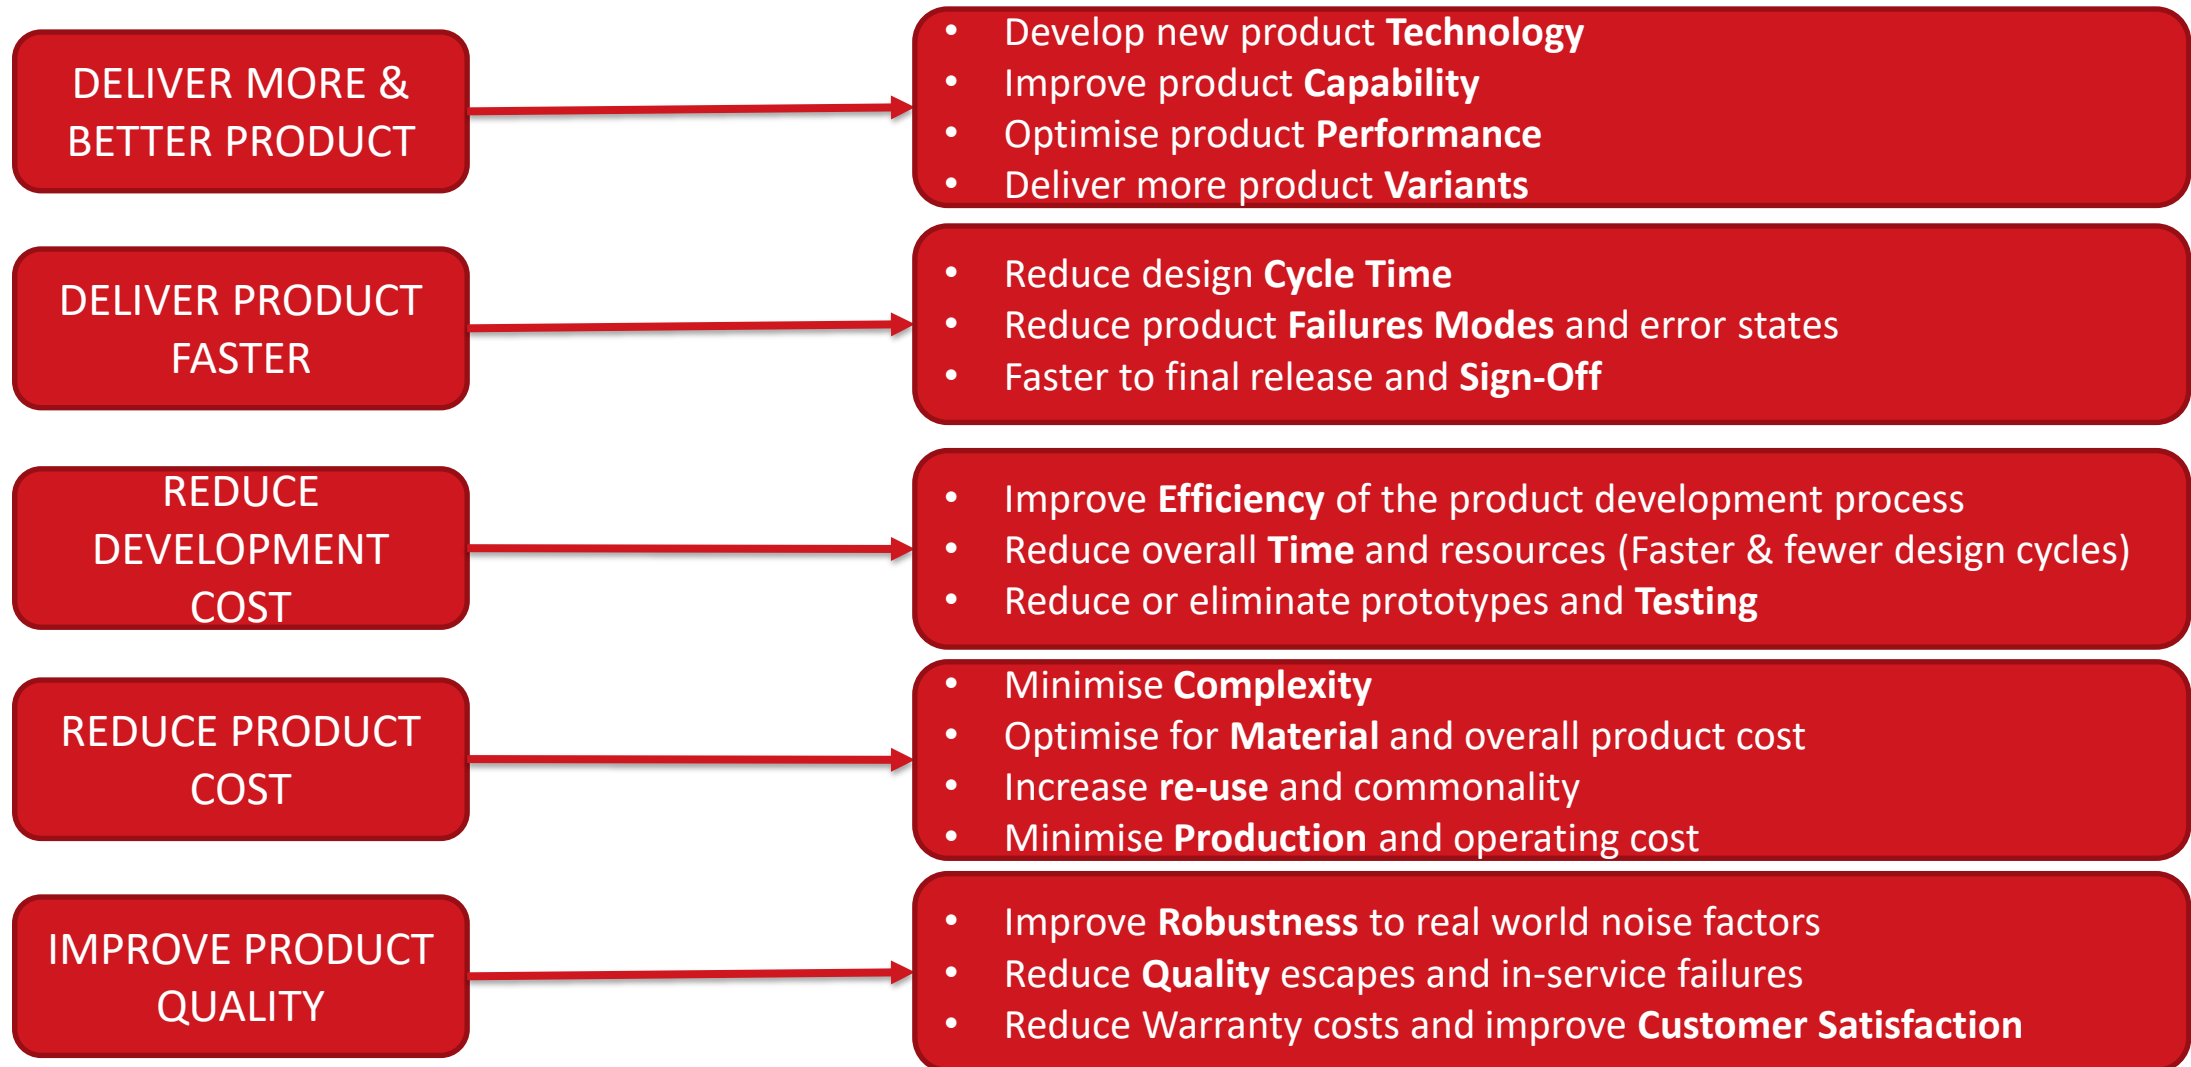 DELIVER MORE &
BETTER PRODUCT
• Develop new product Technology
• Improve product Capability
• Optimise product Performance
• Deliver more product Variants
DELIVER PRODUCT
FASTER
• Reduce design Cycle Time
• Reduce product Failures Modes and error states
• Faster to final release and Sign-Off
REDUCE
DEVELOPMENT
COST
• Improve Efficiency of the product development process
• Reduce overall Time and resources (Faster & fewer design cycles)
• Reduce or eliminate prototypes and Testing
REDUCE PRODUCT
COST
• Minimise Complexity
• Optimise for Material and overall product cost
• Increase re-use and commonality
• Minimise Production and operating cost
IMPROVE PRODUCT
QUALITY
• Improve Robustness to real world noise factors
• Reduce Quality escapes and in-service failures
• Reduce Warranty costs and improve Customer Satisfaction